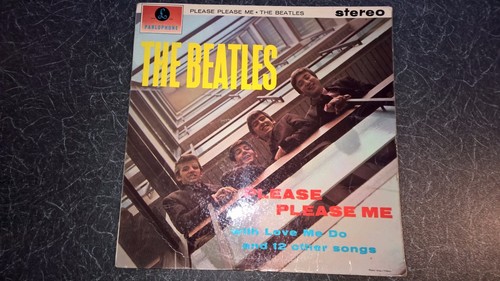 PARLOPHONE
PLEASE PLEASE ME • THE BEATLES
stereo
THE BEATLES
PLEASE
PLEASE ME
with Love Me Do
and 12 other songs